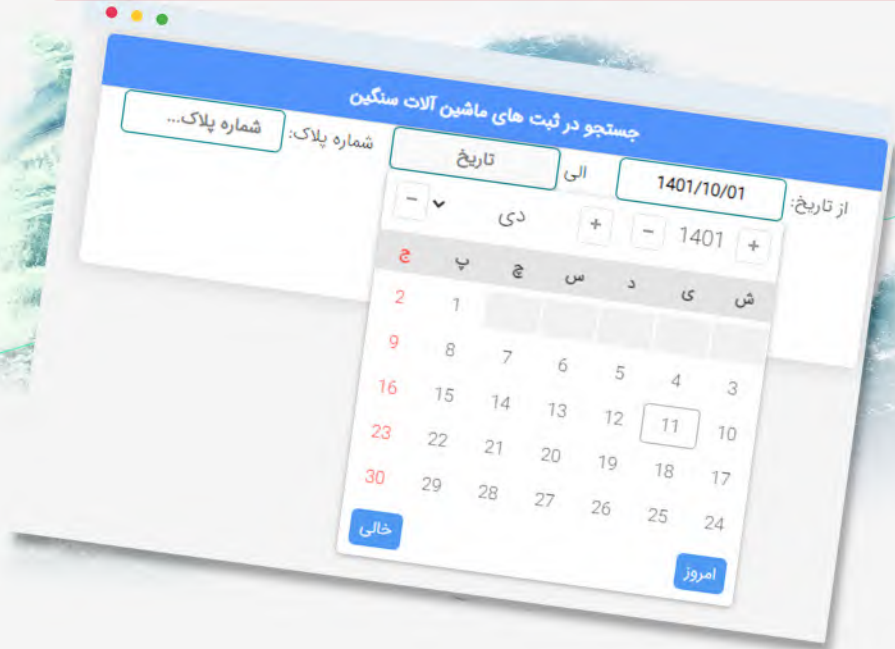 جستجو در ثبت های ماشین آلات سنگین
از تاریخ: 1401/10/01 الی تاریخ شماره پلاک: شماره پلاک...
+ 1401 − + دی −
ش ی د س چ پ ج
1 2
3 4 5 6 7 8 9
10 11 12 13 14 15 16
17 18 19 20 21 22 23
24 25 26 27 28 29 30
امروز خالی